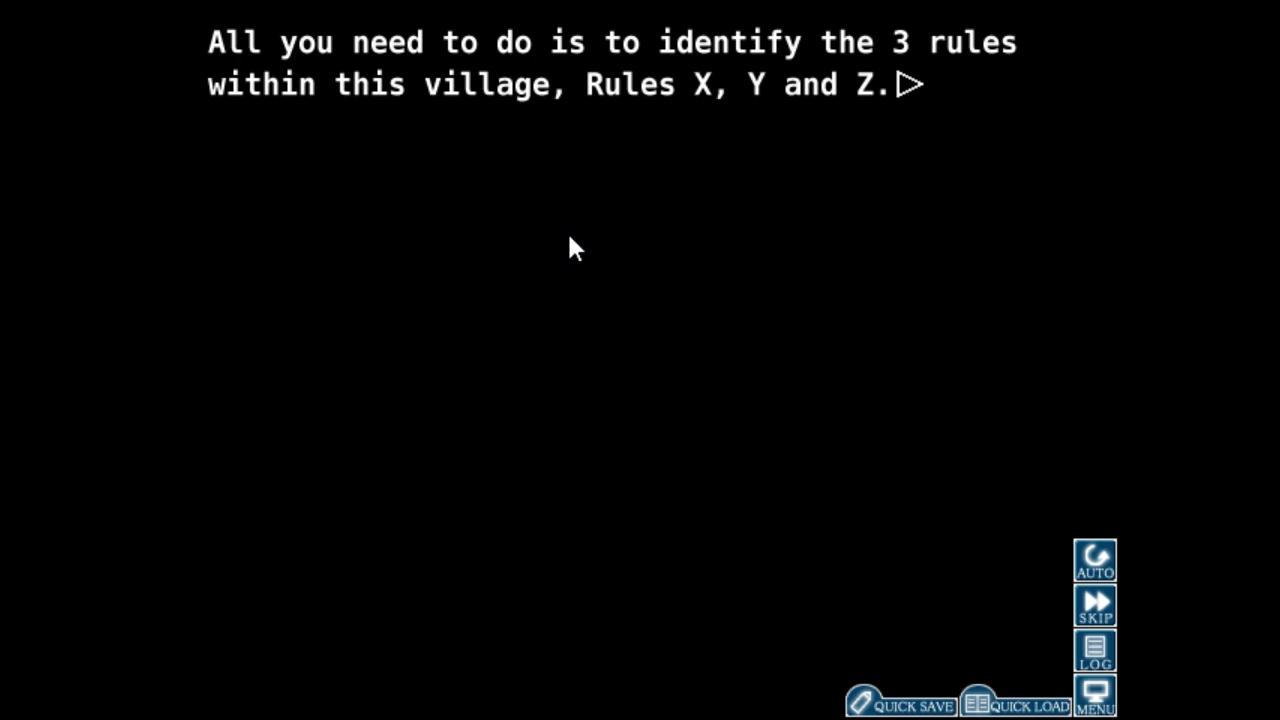 All you need to do is to identify the 3 rules
within this village, Rules X, Y and Z.
AUTO
SKIP
LOG
QUICK SAVE
QUICK LOAD
MENU